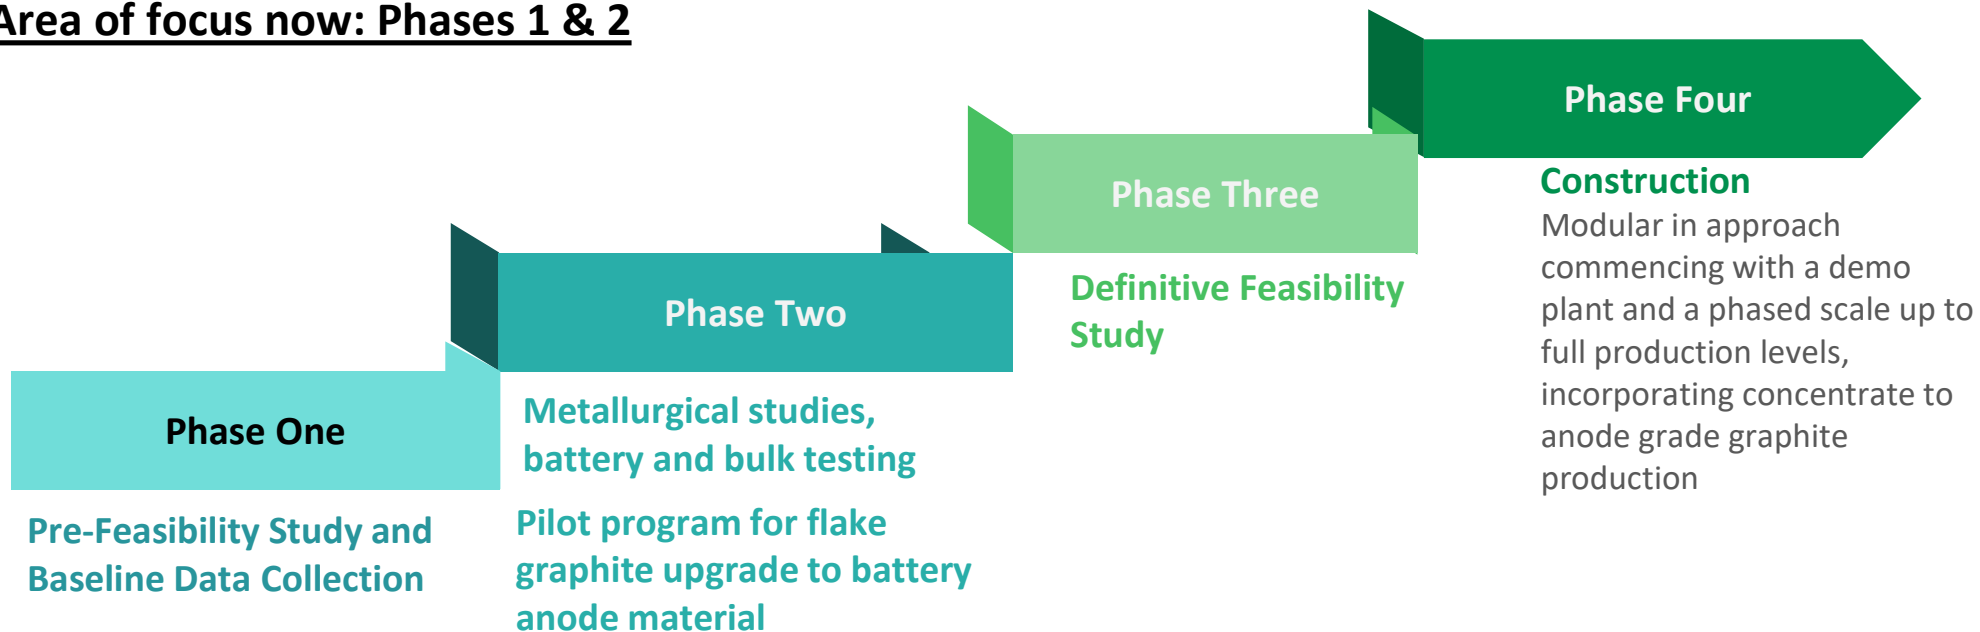 Area of focus now: Phases 1 & 2
Phase One
Pre-Feasibility Study and
Baseline Data Collection
Phase Two
Metallurgical studies,
battery and bulk testing
Pilot program for flake
graphite upgrade to battery
anode material
Phase Three
Definitive Feasibility
Study
Phase Four
Construction
Modular in approach
commencing with a demo
plant and a phased scale up to
full production levels,
incorporating concentrate to
anode grade graphite
production